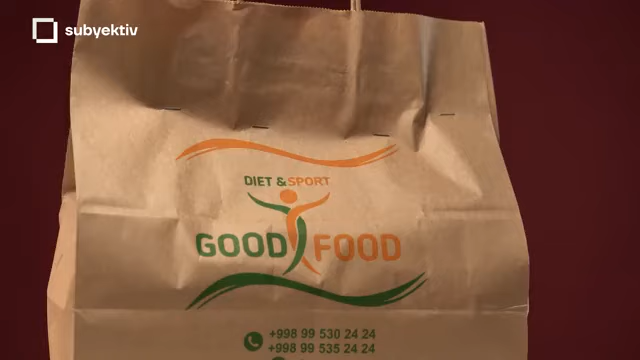 subyektiv
DIET & SPORT
GOOD FOOD
+998 99 530 24 24
+998 99 535 24 24